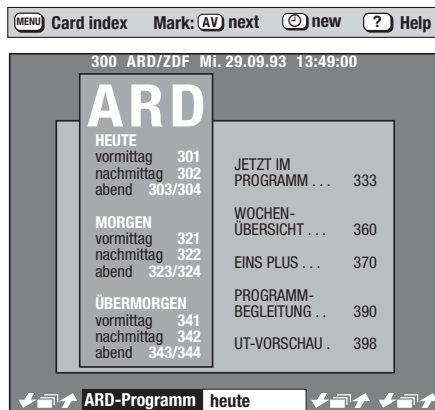 MENU Card index Mark: AV next new ? Help
300 ARD/ZDF Mi. 29.09.93 13:49:00
ARD
HEUTE
vormittag 301
nachmittag 302
abend 303/304
MORGEN
vormittag 321
nachmittag 322
abend 323/324
ÜBERMORGEN
vormittag 341
nachmittag 342
abend 343/344
JETZT IM
PROGRAMM . . . 333
WOCHEN-
ÜBERSICHT . . . 360
EINS PLUS . . . 370
PROGRAMM-
BEGLEITUNG . . 390
UT-VORSCHAU . 398
ARD-Programm heute